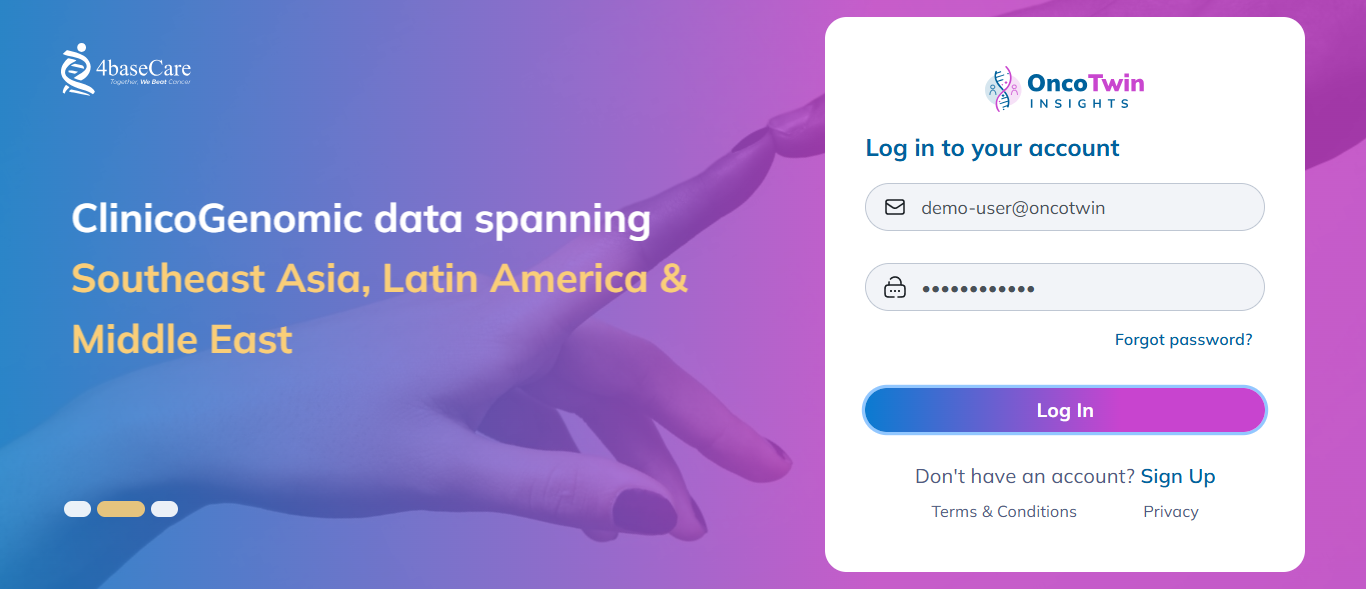 4baseCare
Together, We Beat Cancer
ClinicoGenomic data spanning
Southeast Asia, Latin America &
Middle East
OncoTwin
INSIGHTS
Log in to your account
demo-user@oncotwin
••••••••••••
Forgot password?
Log In
Don't have an account? Sign Up
Terms & Conditions
Privacy